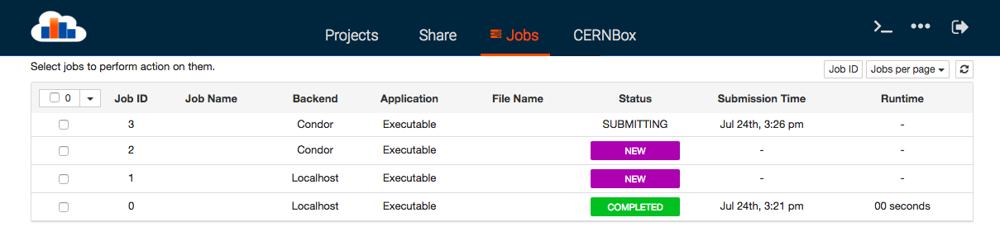 Projects Share Jobs CERNBox
Select jobs to perform action on them.
Job ID Jobs per page
0 Job ID Job Name Backend Application File Name Status Submission Time Runtime
3 Condor Executable SUBMITTING Jul 24th, 3:26 pm -
2 Condor Executable NEW - -
1 Localhost Executable NEW - -
0 Localhost Executable COMPLETED Jul 24th, 3:21 pm 00 seconds